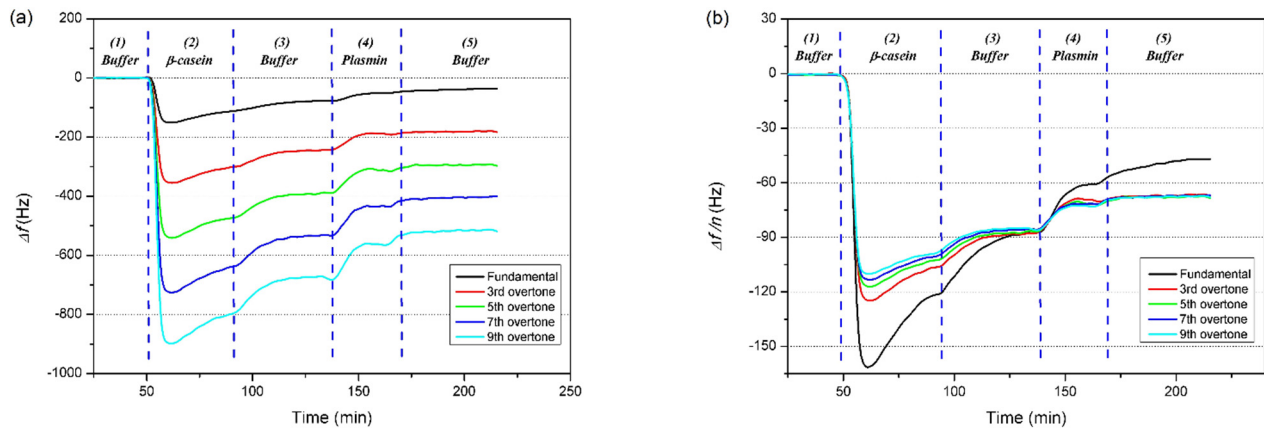 (a)
200
0
-200
-400
-600
-800
-1000
Δf (Hz)
(1)
Buffer
(2)
β-casein
(3)
Buffer
(4)
Plasmin
(5)
Buffer
Fundamental
3rd overtone
5th overtone
7th overtone
9th overtone
50
100
150
200
250
Time (min)
(b)
30
0
-30
-60
-90
-120
-150
Δf/n (Hz)
(1)
Buffer
(2)
β-casein
(3)
Buffer
(4)
Plasmin
(5)
Buffer
Fundamental
3rd overtone
5th overtone
7th overtone
9th overtone
50
100
150
200
Time (min)